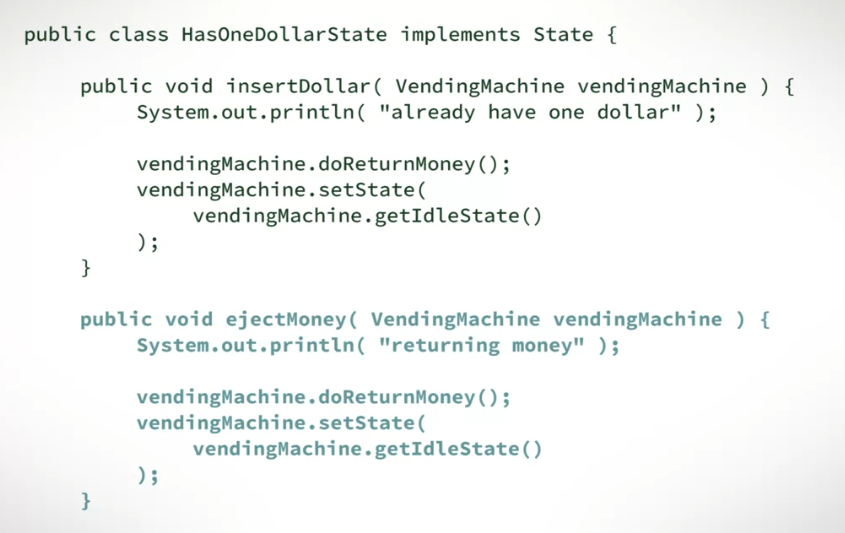 public class HasOneDollarState implements State {
public void insertDollar( VendingMachine vendingMachine ) {
System.out.println( "already have one dollar" );
vendingMachine.doReturnMoney();
vendingMachine.setState(
vendingMachine.getIdleState()
);
}
public void ejectMoney( VendingMachine vendingMachine ) {
System.out.println( "returning money" );
vendingMachine.doReturnMoney();
vendingMachine.setState(
vendingMachine.getIdleState()
);
}